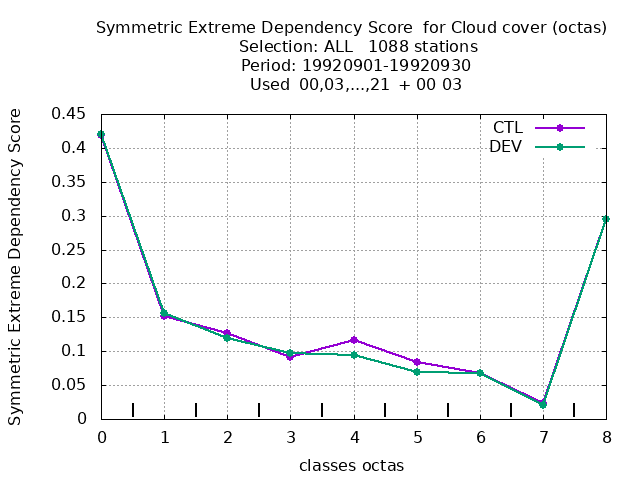 Symmetric Extreme Dependency Score  for Cloud cover (octas)
Selection: ALL   1088 stations
Period: 19920901-19920930
Used  00,03,...,21  + 00 03
Symmetric Extreme Dependency Score
0.45
0.4
0.35
0.3
0.25
0.2
0.15
0.1
0.05
0
CTL
DEV
0 1 2 3 4 5 6 7 8
classes octas